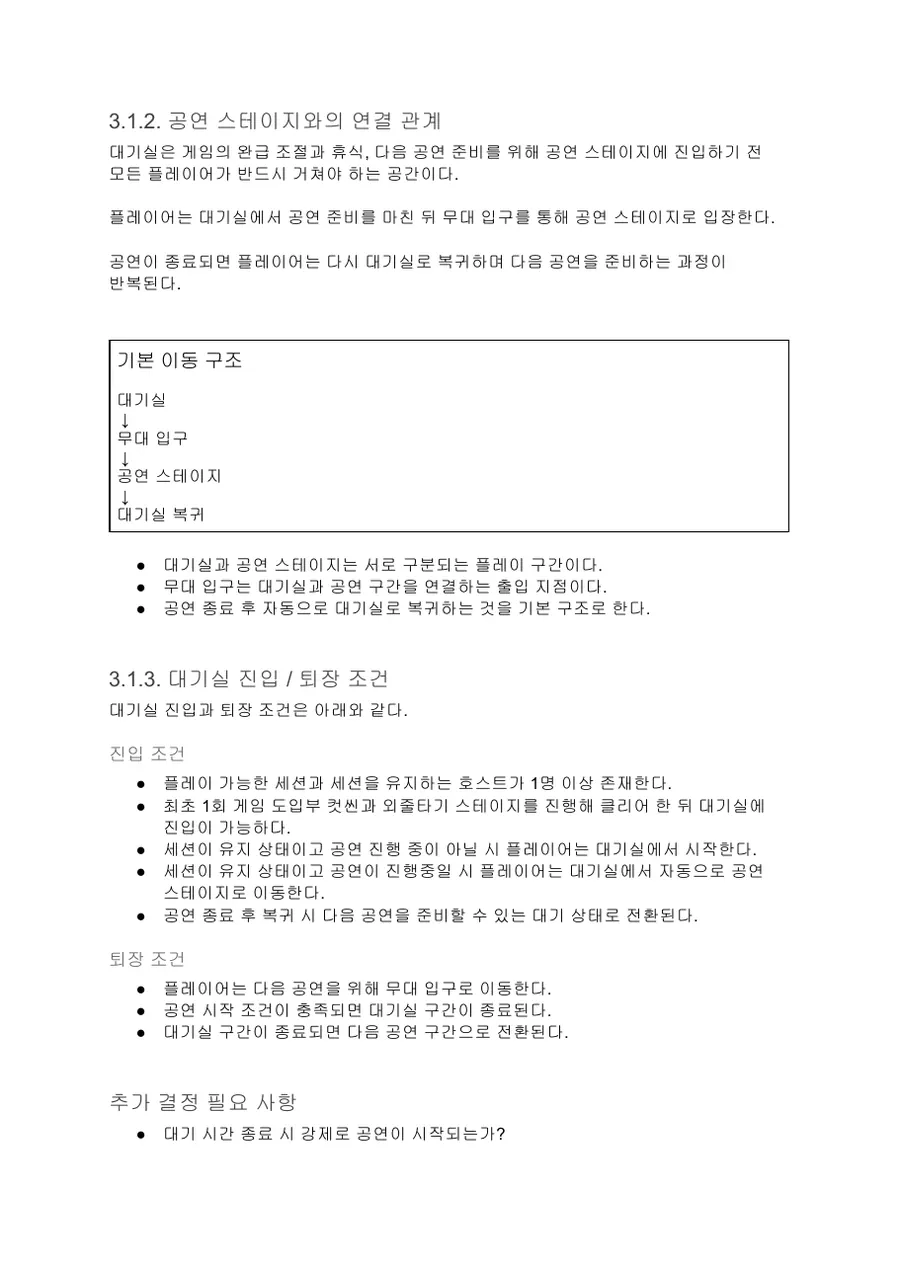 3.1.2. 공연 스테이지와의 연결 관계
대기실은 게임의 완급 조절과 휴식, 다음 공연 준비를 위해 공연 스테이지에 진입하기 전
모든 플레이어가 반드시 거쳐야 하는 공간이다.
플레이어는 대기실에서 공연 준비를 마친 뒤 무대 입구를 통해 공연 스테이지로 입장한다.
공연이 종료되면 플레이어는 다시 대기실로 복귀하며 다음 공연을 준비하는 과정이
반복된다.
기본 이동 구조
대기실
↓
무대 입구
↓
공연 스테이지
↓
대기실 복귀
● 대기실과 공연 스테이지는 서로 구분되는 플레이 구간이다.
● 무대 입구는 대기실과 공연 구간을 연결하는 출입 지점이다.
● 공연 종료 후 자동으로 대기실로 복귀하는 것을 기본 구조로 한다.
3.1.3. 대기실 진입 / 퇴장 조건
대기실 진입과 퇴장 조건은 아래와 같다.
진입 조건
● 플레이 가능한 세션과 세션을 유지하는 호스트가 1명 이상 존재한다.
● 최초 1회 게임 도입부 컷씬과 외줄타기 스테이지를 진행해 클리어 한 뒤 대기실에
진입이 가능하다.
● 세션이 유지 상태이고 공연 진행 중이 아닐 시 플레이어는 대기실에서 시작한다.
● 세션이 유지 상태이고 공연이 진행중일 시 플레이어는 대기실에서 자동으로 공연
스테이지로 이동한다.
● 공연 종료 후 복귀 시 다음 공연을 준비할 수 있는 대기 상태로 전환된다.
퇴장 조건
● 플레이어는 다음 공연을 위해 무대 입구로 이동한다.
● 공연 시작 조건이 충족되면 대기실 구간이 종료된다.
● 대기실 구간이 종료되면 다음 공연 구간으로 전환된다.
추가 결정 필요 사항
● 대기 시간 종료 시 강제로 공연이 시작되는가?